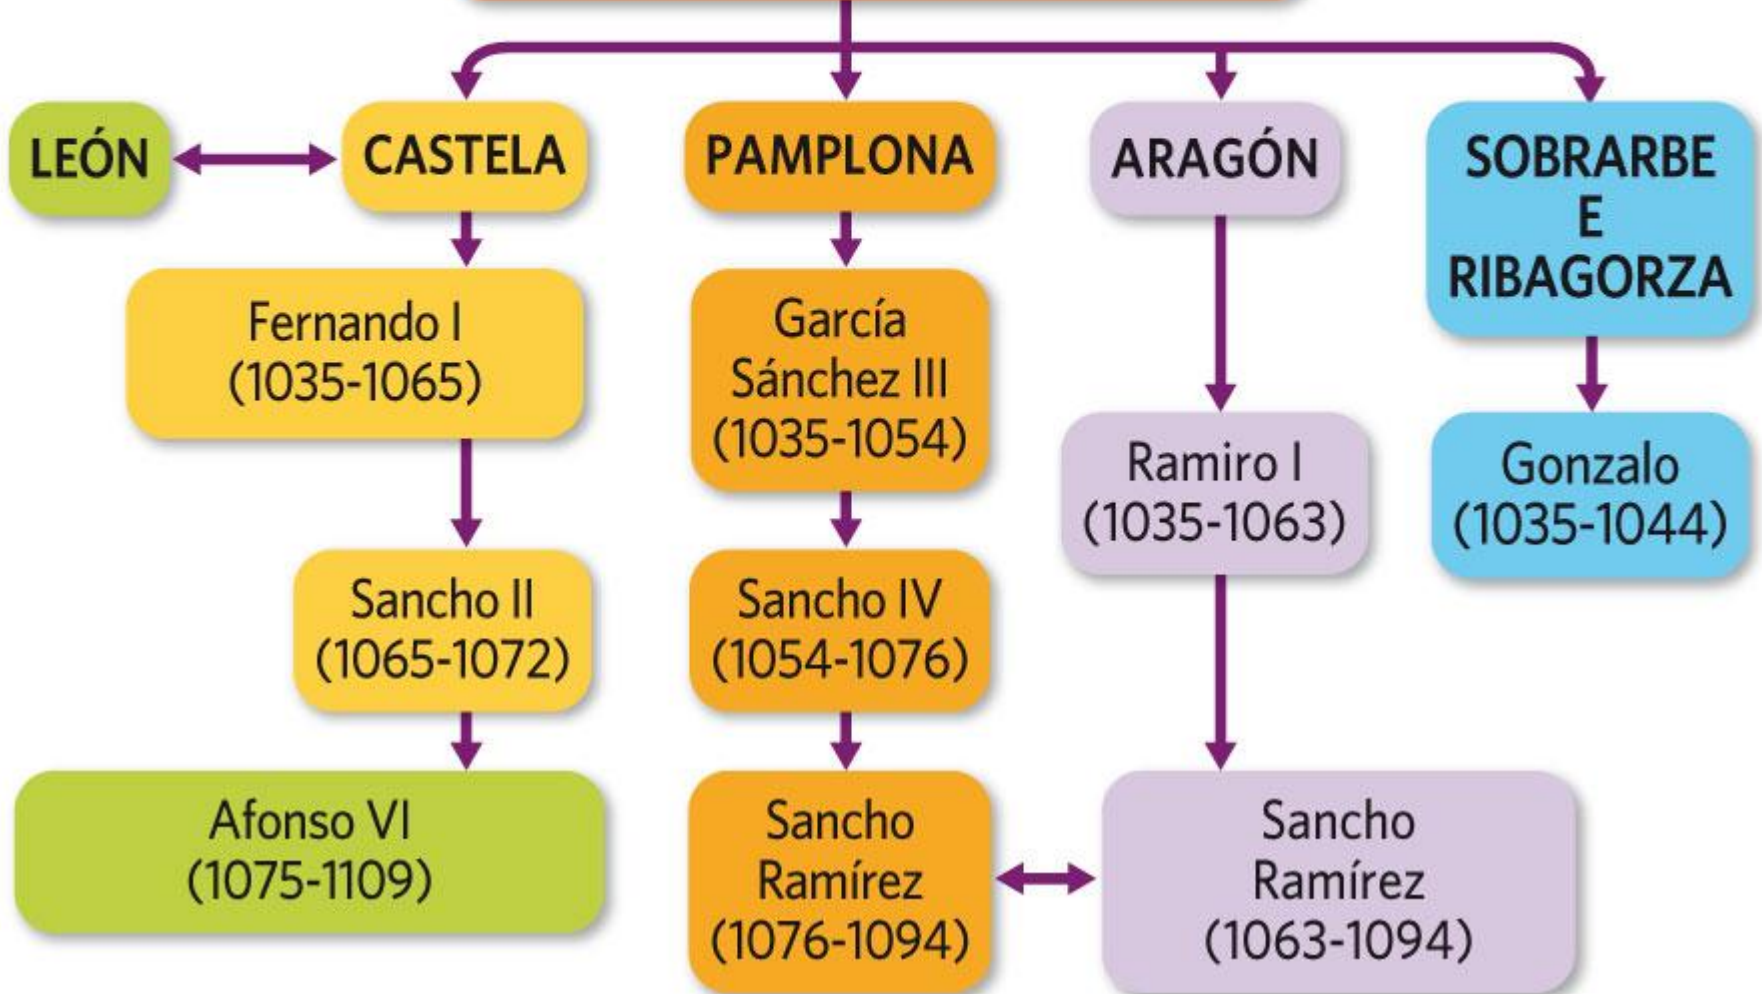 LEÓN
CASTELA
PAMPLONA
ARAGÓN
SOBRARBE
E
RIBAGORZA
Fernando I
(1035-1065)
García
Sánchez III
(1035-1054)
Ramiro I
(1035-1063)
Gonzalo
(1035-1044)
Sancho II
(1065-1072)
Sancho IV
(1054-1076)
Afonso VI
(1075-1109)
Sancho
Ramírez
(1076-1094)
Sancho
Ramírez
(1063-1094)